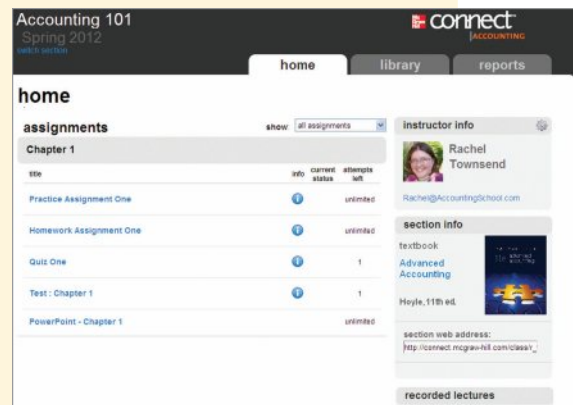 Accounting 101
Spring 2012
switch section
connect
ACCOUNTING
home library reports
home
assignments show: all assignments
Chapter 1
title info current status attempts left
Practice Assignment One unlimited
Homework Assignment One unlimited
Quiz One 1
Test : Chapter 1 1
PowerPoint - Chapter 1 unlimited
instructor info
Rachel
Townsend
Rachel@AccountingSchool.com
section info
textbook
Advanced
Accounting
Hoyle, 11th ed.
advanced
accounting
section web address:
http://connect.mcgraw-hill.com/class/r_
recorded lectures